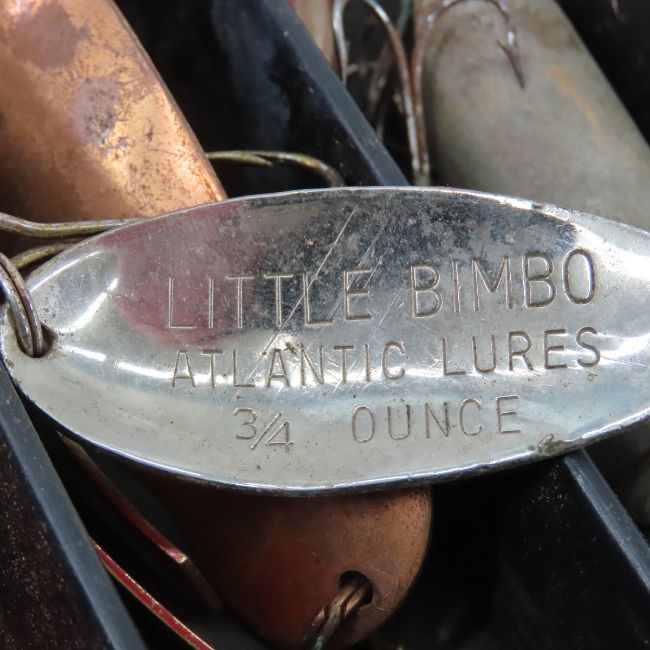 LITTLE BIMBO
ATLANTIC LURES
3/4 OUNCE